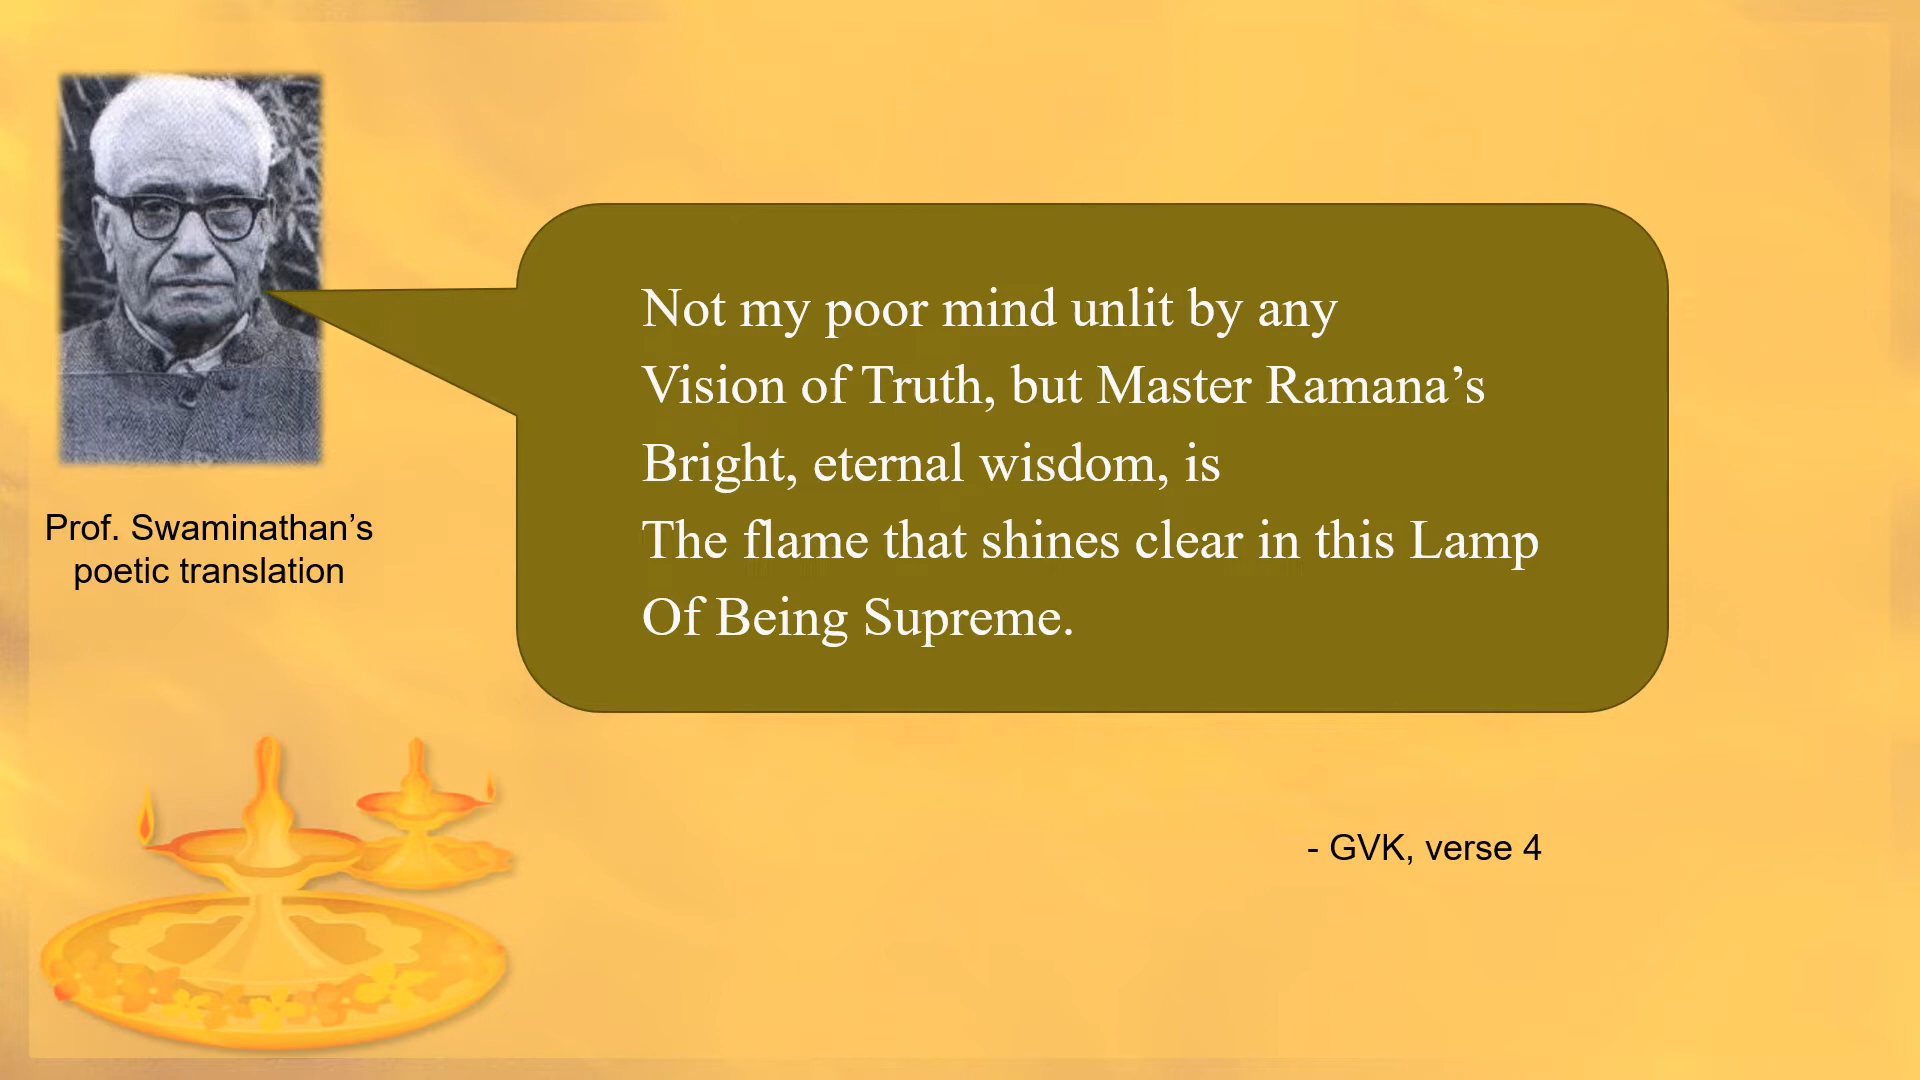 Not my poor mind unlit by any
Vision of Truth, but Master Ramana’s
Bright, eternal wisdom, is
The flame that shines clear in this Lamp
Of Being Supreme.
Prof. Swaminathan’s
poetic translation
- GVK, verse 4